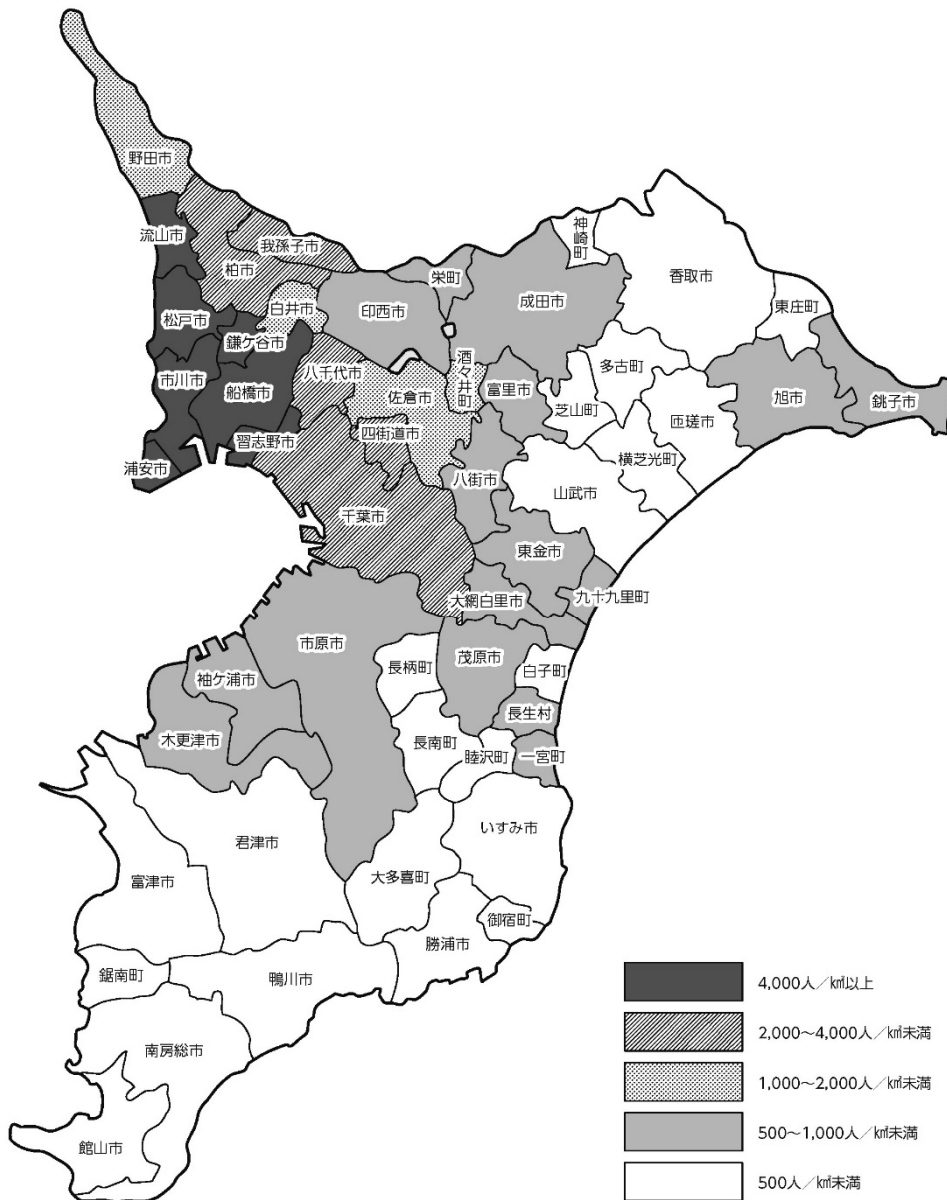 野田市
流山市
我孫子市
柏市
神崎町
香取市
栄町
成田市
東庄町
白井市
印西市
松戸市
鎌ケ谷市
多古町
酒々井町
八千代市
市川市
船橋市
佐倉市
富里市
芝山町
匝瑳市
旭市
銚子市
四街道市
習志野市
横芝光町
浦安市
八街市
山武市
千葉市
東金市
大網白里市
九十九里町
市原市
長柄町
茂原市
白子町
袖ケ浦市
長生村
木更津市
長南町
睦沢町
一宮町
いすみ市
君津市
大多喜町
富津市
御宿町
勝浦市
鋸南町
鴨川市
南房総市
館山市
4,000人/㎢以上
2,000〜4,000人/㎢未満
1,000〜2,000人/㎢未満
500〜1,000人/㎢未満
500人/㎢未満